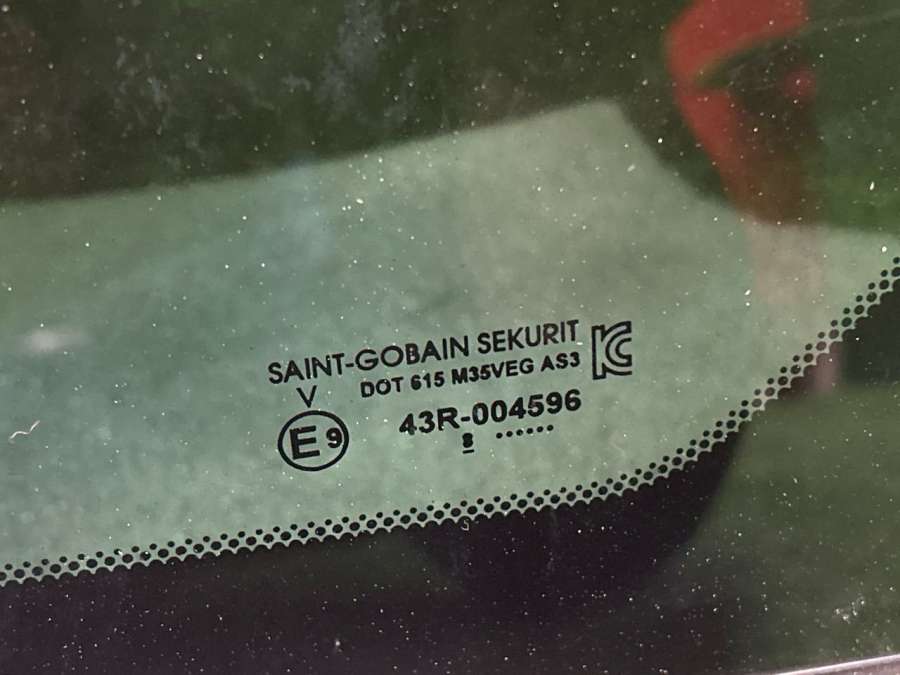 SAINT-GOBAIN SEKURIT
DOT 615 M35VEG AS3
V
E9
43R-004596
8 ......